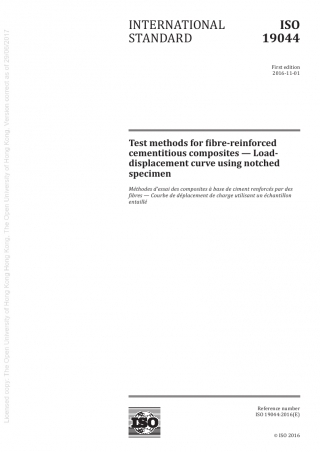 INTERNATIONAL
STANDARD
ISO
19044
First edition
2016-11-01
Test methods for fibre-reinforced
cementitious composites — Load-
displacement curve using notched
specimen
Méthodes d'essai des composites à base de ciment renforcés par des
fibres — Courbe de déplacement de charge utilisant un échantillon
entaillé
Licensed copy: The Open University of Hong Kong Hong Kong, The Open University of Hong Kong, Version correct as of 29/09/2017
ISO
Reference number
ISO 19044:2016(E)
© ISO 2016